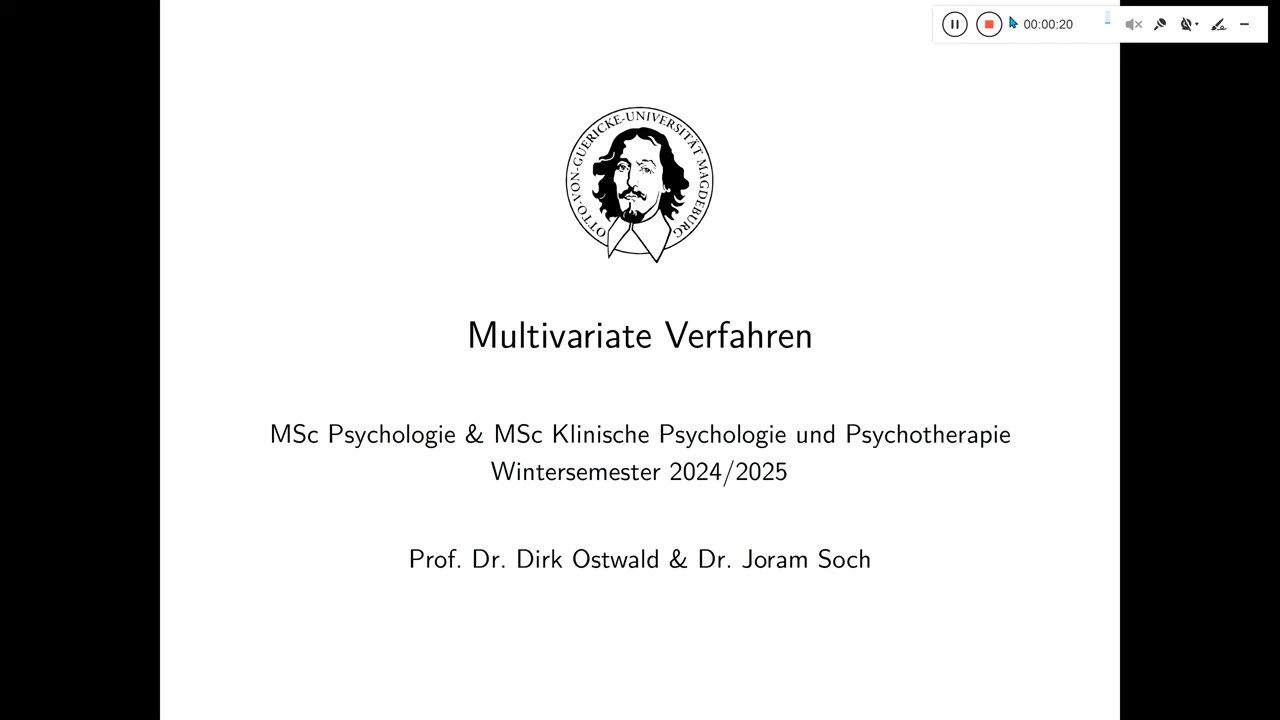 00:00:20
OTTO-VON-GUERICKE-UNIVERSITÄT MAGDEBURG
Multivariate Verfahren
MSc Psychologie & MSc Klinische Psychologie und Psychotherapie
Wintersemester 2024/2025
Prof. Dr. Dirk Ostwald & Dr. Joram Soch